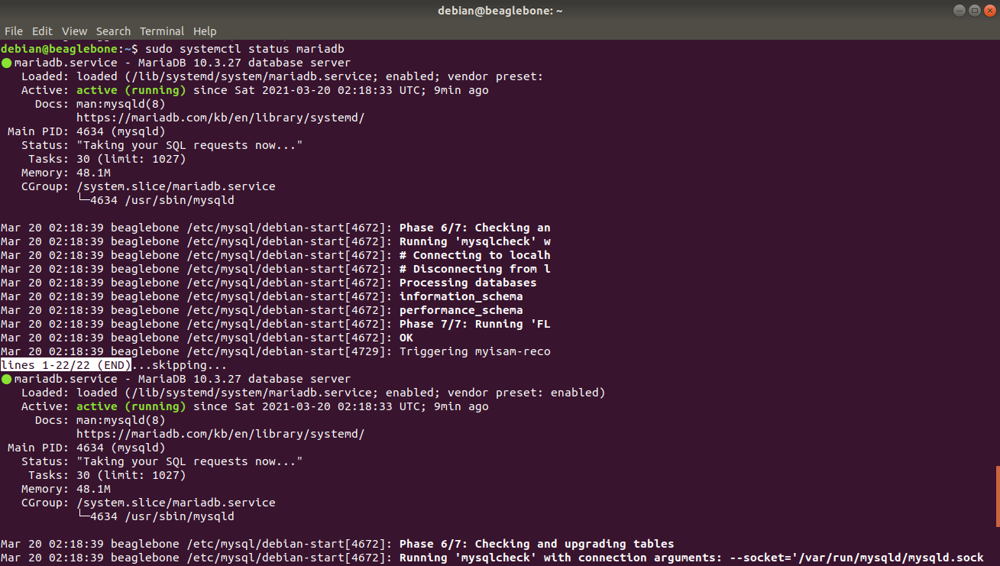 debian@beaglebone: ~
File Edit View Search Terminal Help
debian@beaglebone:~$ sudo systemctl status mariadb
● mariadb.service - MariaDB 10.3.27 database server
   Loaded: loaded (/lib/systemd/system/mariadb.service; enabled; vendor preset:
   Active: active (running) since Sat 2021-03-20 02:18:33 UTC; 9min ago
     Docs: man:mysqld(8)
           https://mariadb.com/kb/en/library/systemd/
 Main PID: 4634 (mysqld)
   Status: "Taking your SQL requests now..."
    Tasks: 30 (limit: 1027)
   Memory: 48.1M
   CGroup: /system.slice/mariadb.service
           └─4634 /usr/sbin/mysqld
Mar 20 02:18:39 beaglebone /etc/mysql/debian-start[4672]: Phase 6/7: Checking an
Mar 20 02:18:39 beaglebone /etc/mysql/debian-start[4672]: Running 'mysqlcheck' w
Mar 20 02:18:39 beaglebone /etc/mysql/debian-start[4672]: # Connecting to localh
Mar 20 02:18:39 beaglebone /etc/mysql/debian-start[4672]: # Disconnecting from l
Mar 20 02:18:39 beaglebone /etc/mysql/debian-start[4672]: Processing databases
Mar 20 02:18:39 beaglebone /etc/mysql/debian-start[4672]: information_schema
Mar 20 02:18:39 beaglebone /etc/mysql/debian-start[4672]: performance_schema
Mar 20 02:18:39 beaglebone /etc/mysql/debian-start[4672]: Phase 7/7: Running 'FL
Mar 20 02:18:39 beaglebone /etc/mysql/debian-start[4672]: OK
Mar 20 02:18:39 beaglebone /etc/mysql/debian-start[4729]: Triggering myisam-reco
lines 1-22/22 (END)...skipping...
● mariadb.service - MariaDB 10.3.27 database server
   Loaded: loaded (/lib/systemd/system/mariadb.service; enabled; vendor preset: enabled)
   Active: active (running) since Sat 2021-03-20 02:18:33 UTC; 9min ago
     Docs: man:mysqld(8)
           https://mariadb.com/kb/en/library/systemd/
 Main PID: 4634 (mysqld)
   Status: "Taking your SQL requests now..."
    Tasks: 30 (limit: 1027)
   Memory: 48.1M
   CGroup: /system.slice/mariadb.service
           └─4634 /usr/sbin/mysqld
Mar 20 02:18:39 beaglebone /etc/mysql/debian-start[4672]: Phase 6/7: Checking and upgrading tables
Mar 20 02:18:39 beaglebone /etc/mysql/debian-start[4672]: Running 'mysqlcheck' with connection arguments: --socket='/var/run/mysqld/mysqld.sock